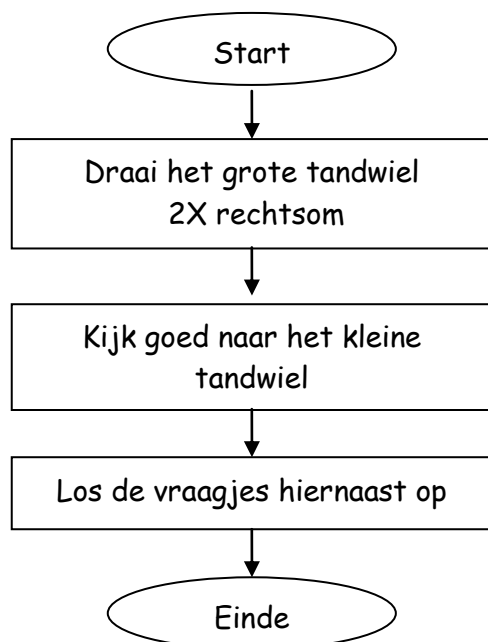 Start
Draai het grote tandwiel
2X rechtsom
Kijk goed naar het kleine
tandwiel
Los de vraagjes hiernaast op
Einde